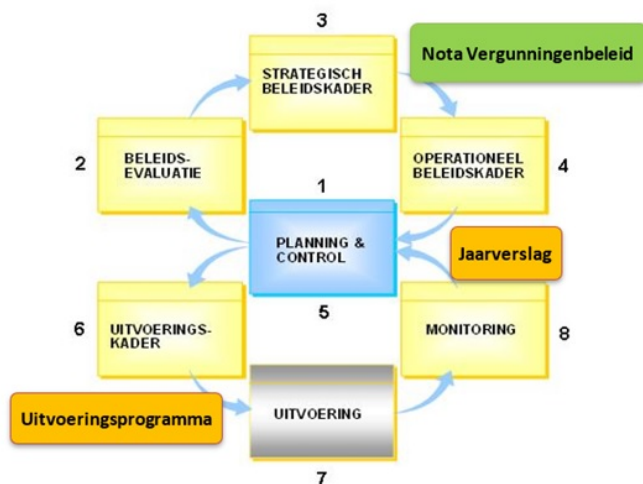 3
STRATEGISCH
BELEIDSKADER
Nota Vergunningenbeleid
2
BELEIDS-
EVALUATIE
OPERATIONEEL
BELEIDSKADER
4
1
PLANNING &
CONTROL
Jaarverslag
5
6
UITVOERINGS-
KADER
MONITORING
8
Uitvoeringsprogramma
UITVOERING
7